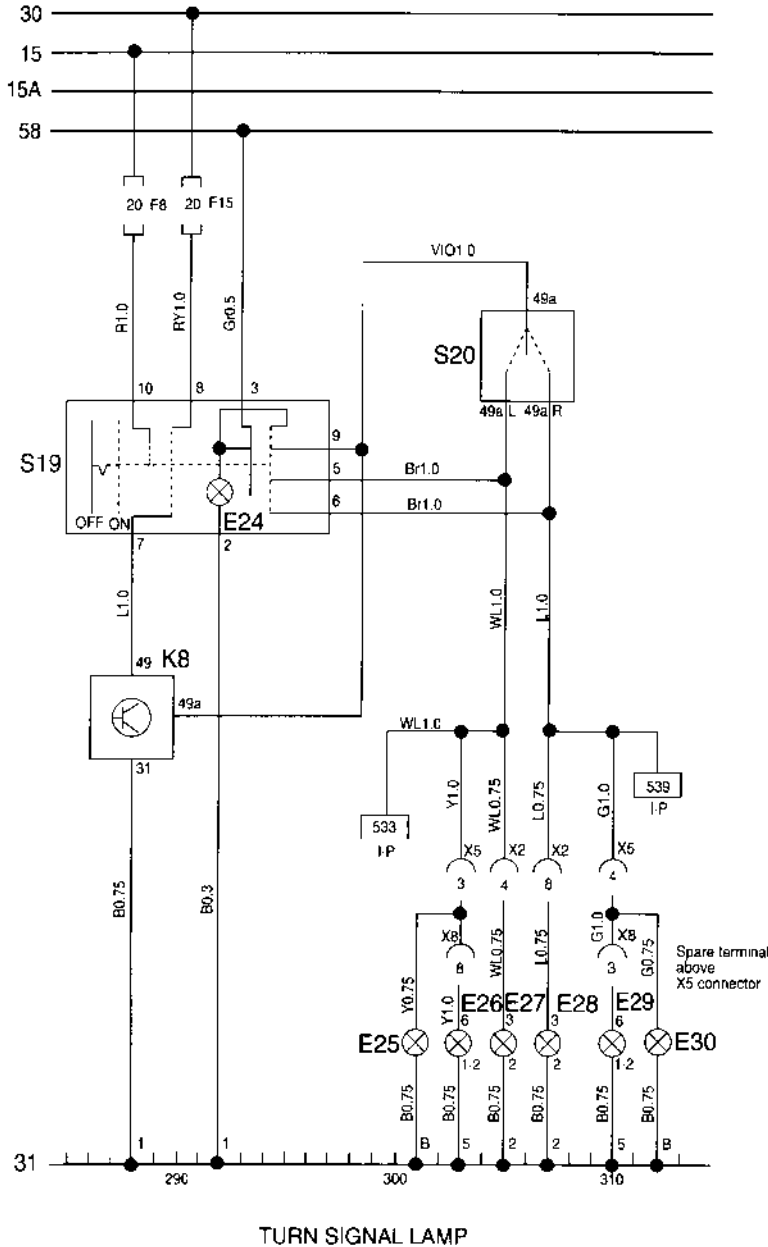 30
15
15A
58
20 F8 20 F15
VIO1.0
R1.0
RY1.0
Gr0.5
49a
S20
10 8 3
49a L 49a R
9
S19
5
Br1.0
6
Br1.0
OFF ON
E24
7
2
L1.0
WL1.0
L1.0
49 K8
49a
31
WL1.0
Y1.0
WL0.75
L0.75
G1.0
533
I-P
539
I-P
X5 X2 X2 X5
3 4 8 4
B0.75
B0.3
X8
8
WL0.75
L0.75
G1.0
X8
3
G0.75
Spare terminal
above
X5 connector
Y0.75
Y1.0
E26 E27 E28 E29
6 3 3 6
E25
E30
1-2 2 2 1-2
B0.75 B0.75 B0.75 B0.75 B0.75 B0.75
1 1 B 5 2 2 5 B
31
290 300 310
TURN SIGNAL LAMP